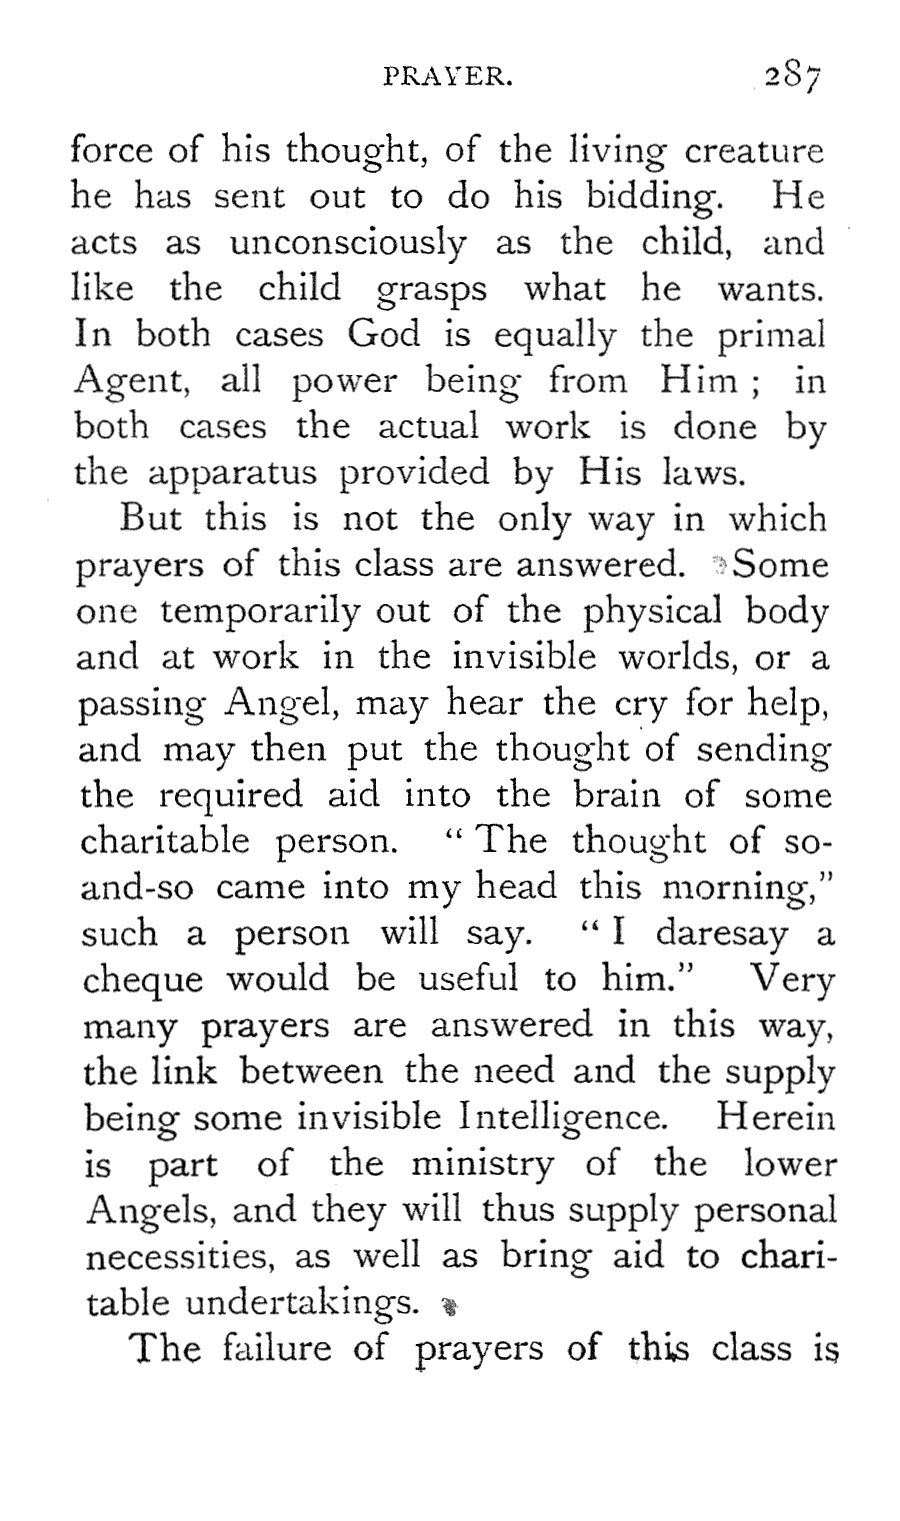 PRAYER. 287
force of his thought, of the living creature
he has sent out to do his bidding. He
acts as unconsciously as the child, and
like the child grasps what he wants.
In both cases God is equally the primal
Agent, all power being from Him ; in
both cases the actual work is done by
the apparatus provided by His laws.
But this is not the only way in which
prayers of this class are answered. Some
one temporarily out of the physical body
and at work in the invisible worlds, or a
passing Angel, may hear the cry for help,
and may then put the thought of sending
the required aid into the brain of some
charitable person. “ The thought of so-
and-so came into my head this morning,”
such a person will say. “ I daresay a
cheque would be useful to him.” Very
many prayers are answered in this way,
the link between the need and the supply
being some invisible Intelligence. Herein
is part of the ministry of the lower
Angels, and they will thus supply personal
necessities, as well as bring aid to chari-
table undertakings.
The failure of prayers of this class is